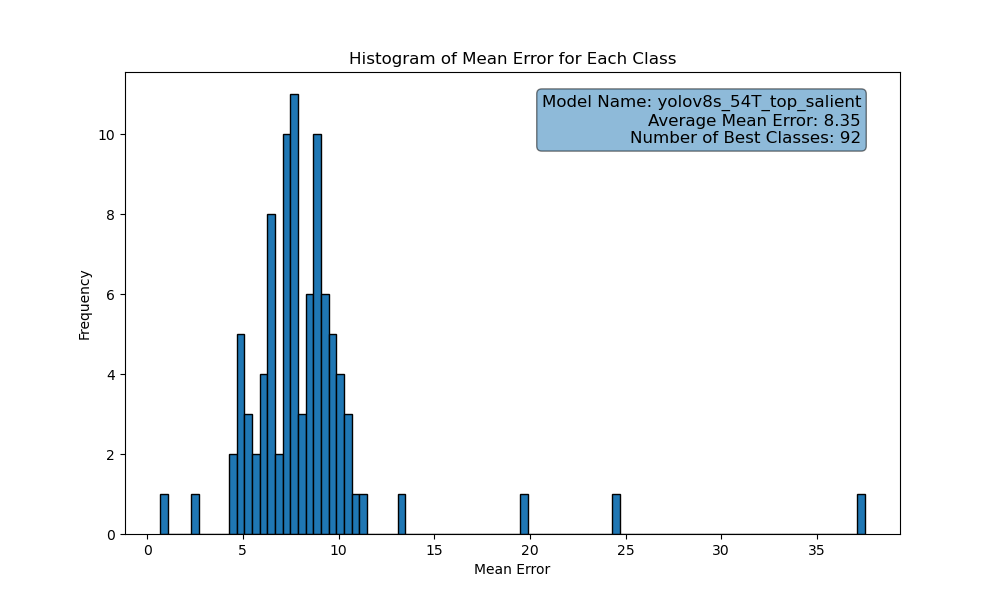 Histogram of Mean Error for Each Class
Model Name: yolov8s_54T_top_salient
Average Mean Error: 8.35
Number of Best Classes: 92
10
8
6
4
2
0
Frequency
0 5 10 15 20 25 30 35
Mean Error